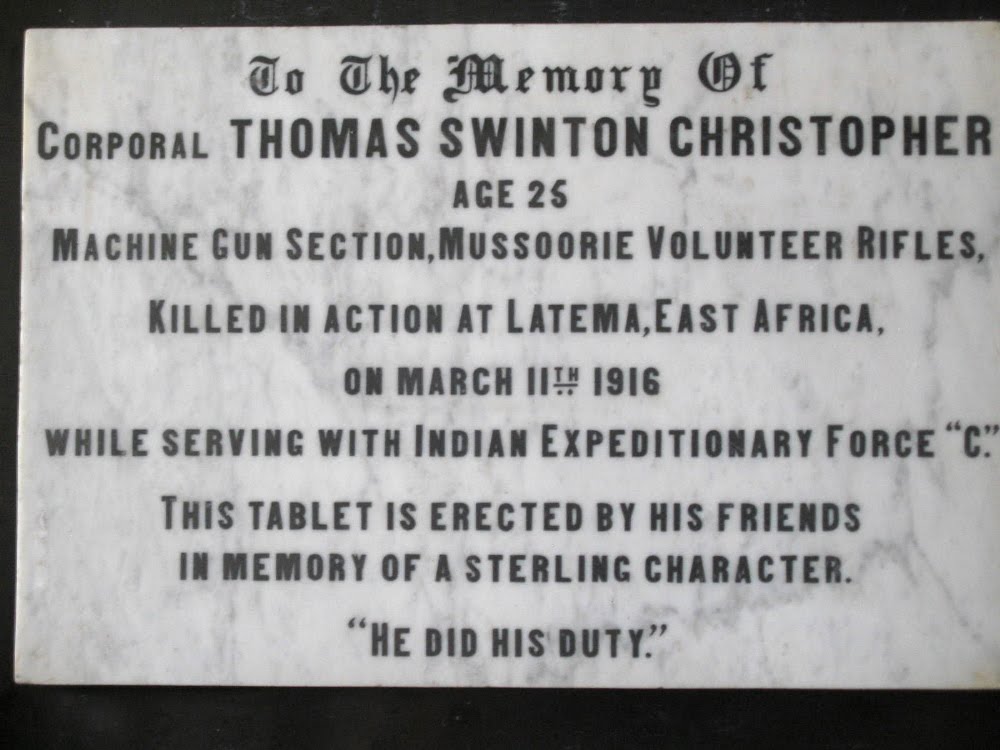 To The Memory Of
CORPORAL THOMAS SWINTON CHRISTOPHER
AGE 25
MACHINE GUN SECTION, MUSSOORIE VOLUNTEER RIFLES,
KILLED IN ACTION AT LATEMA, EAST AFRICA,
ON MARCH 11TH 1916
WHILE SERVING WITH INDIAN EXPEDITIONARY FORCE "C."
THIS TABLET IS ERECTED BY HIS FRIENDS
IN MEMORY OF A STERLING CHARACTER.
"HE DID HIS DUTY."